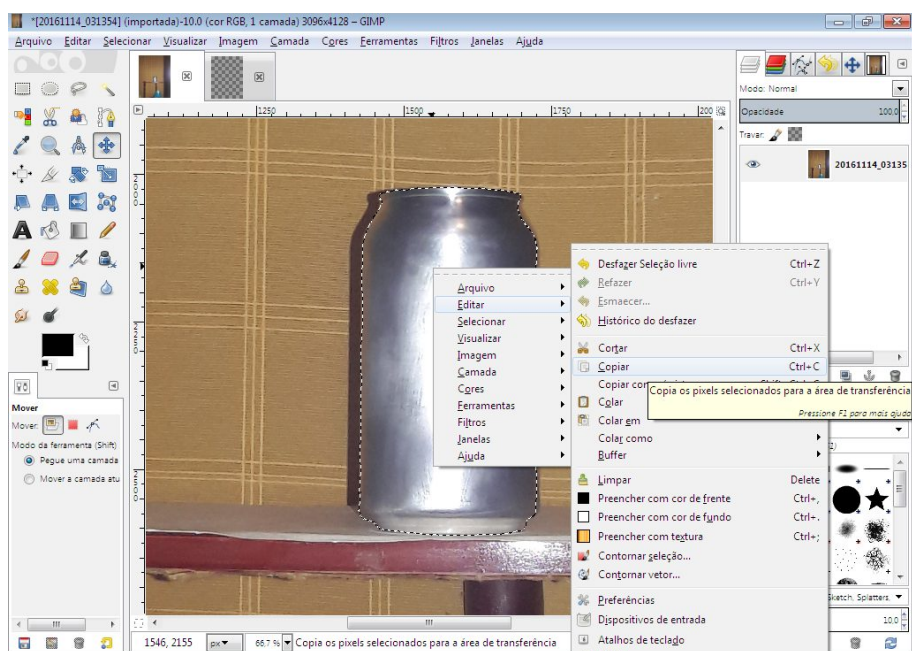 *[20161114_031354] (importada)-10.0 (cor RGB, 1 camada) 3096x4128 – GIMP
Arquivo Editar Selecionar Visualizar Imagem Camada Cores Ferramentas Filtros Janelas Ajuda
Modo: Normal
Opacidade 100,0
Travar:
20161114_03135
1250 1500 1750 200
Arquivo
Editar
Selecionar
Visualizar
Imagem
Camada
Cores
Ferramentas
Filtros
Janelas
Ajuda
Desfazer Seleção livre Ctrl+Z
Refazer Ctrl+Y
Esmaecer...
Histórico do desfazer
Cortar Ctrl+X
Copiar Ctrl+C
Copiar com
Copia os pixels selecionados para a área de transferência
Pressione F1 para mais ajuda
Colar
Colar em
Colar como
Buffer
Limpar Delete
Preencher com cor de frente Ctrl+,
Preencher com cor de fundo Ctrl+.
Preencher com textura Ctrl+;
Contornar seleção...
Contornar vetor...
Preferências
Dispositivos de entrada
Atalhos de teclado
Mover
Mover:
Modo da ferramenta (Shift)
Pegue uma camada
Mover a camada atu
Sketch, Splatters,
10,0
1546, 2155 px 66,7 % Copia os pixels selecionados para a área de transferência